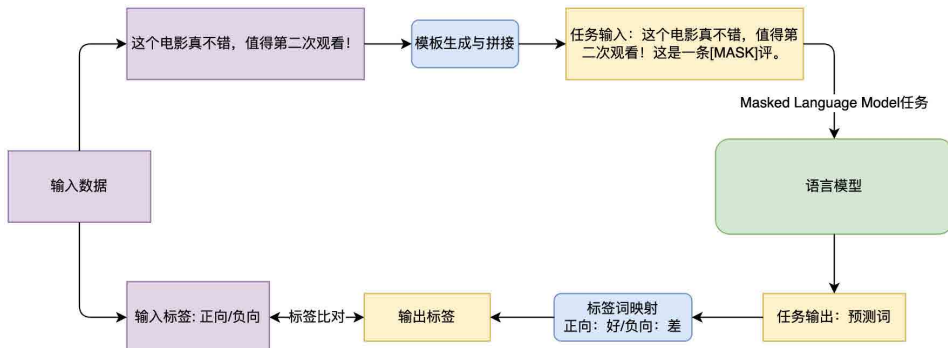 这个电影真不错，值得第二次观看！
模板生成与拼接
任务输入：这个电影真不错，值得第
二次观看！这是一条[MASK]评。
Masked Language Model任务
输入数据
语言模型
输入标签: 正向/负向
标签比对
输出标签
标签词映射
正向：好/负向：差
任务输出：预测词